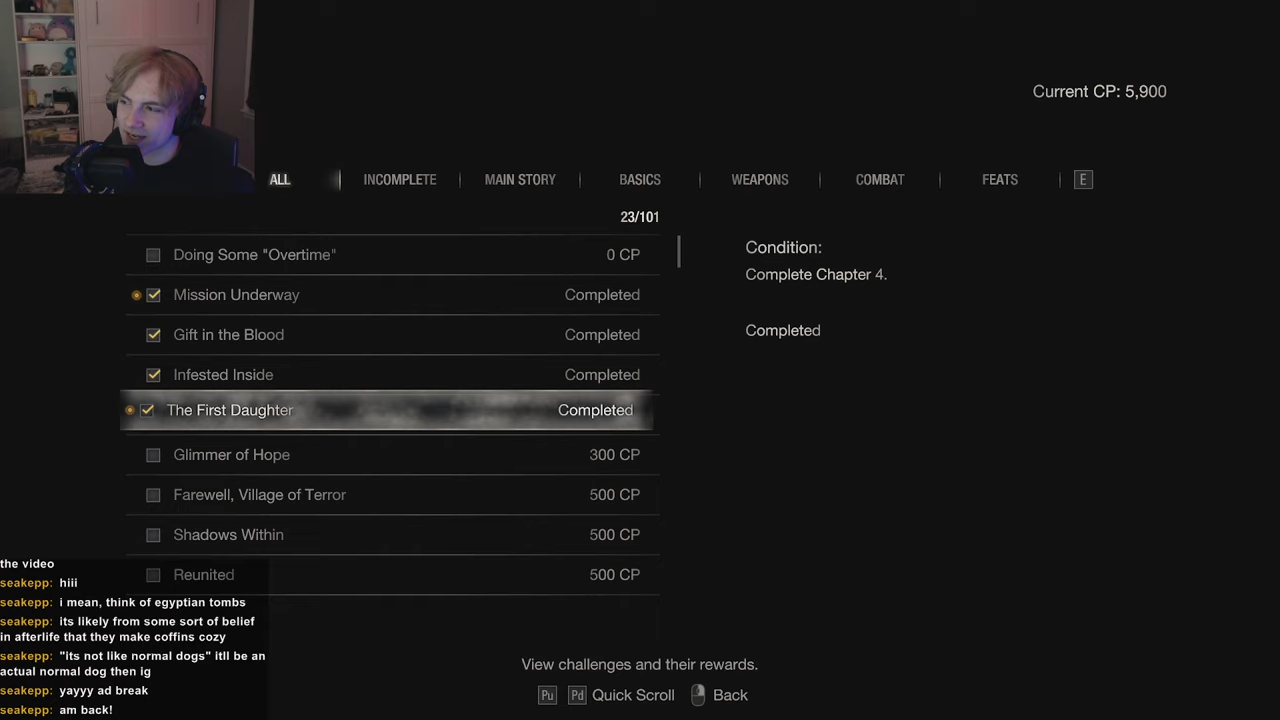 Current CP: 5,900
ALL
INCOMPLETE
MAIN STORY
BASICS
WEAPONS
COMBAT
FEATS
E
23/101
Doing Some "Overtime" 0 CP
Mission Underway Completed
Gift in the Blood Completed
Infested Inside Completed
The First Daughter Completed
Glimmer of Hope 300 CP
Farewell, Village of Terror 500 CP
Shadows Within 500 CP
Reunited 500 CP
Condition:
Complete Chapter 4.
Completed
the video
seakepp: hiii
seakepp: i mean, think of egyptian tombs
seakepp: its likely from some sort of belief
in afterlife that they make coffins cozy
seakepp: "its not like normal dogs" itll be an
actual normal dog then ig
seakepp: yayyy ad break
seakepp: am back!
View challenges and their rewards.
Pu Pd Quick Scroll Back